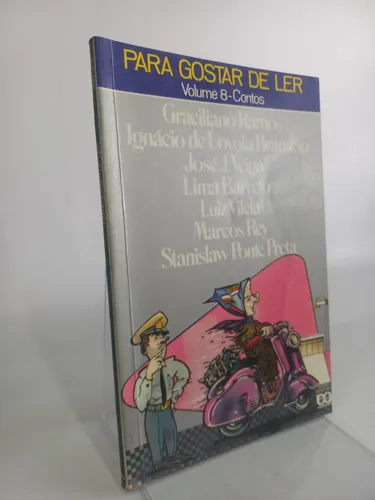 PARA GOSTAR DE LER
Volume 8-Contos
Graciliano Ramos
Ignácio de Loyola Brandão
José J. Veiga
Lima Barreto
Luiz Vilela
Marcos Rey
Stanislaw Ponte Preta